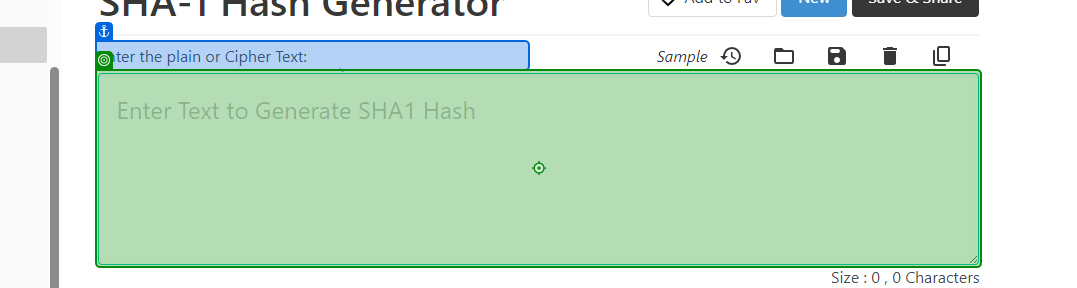 SHA-1 Hash Generator
Add to Fav New Save & Share
nter the plain or Cipher Text:
Sample
Enter Text to Generate SHA1 Hash
Size : 0 , 0 Characters